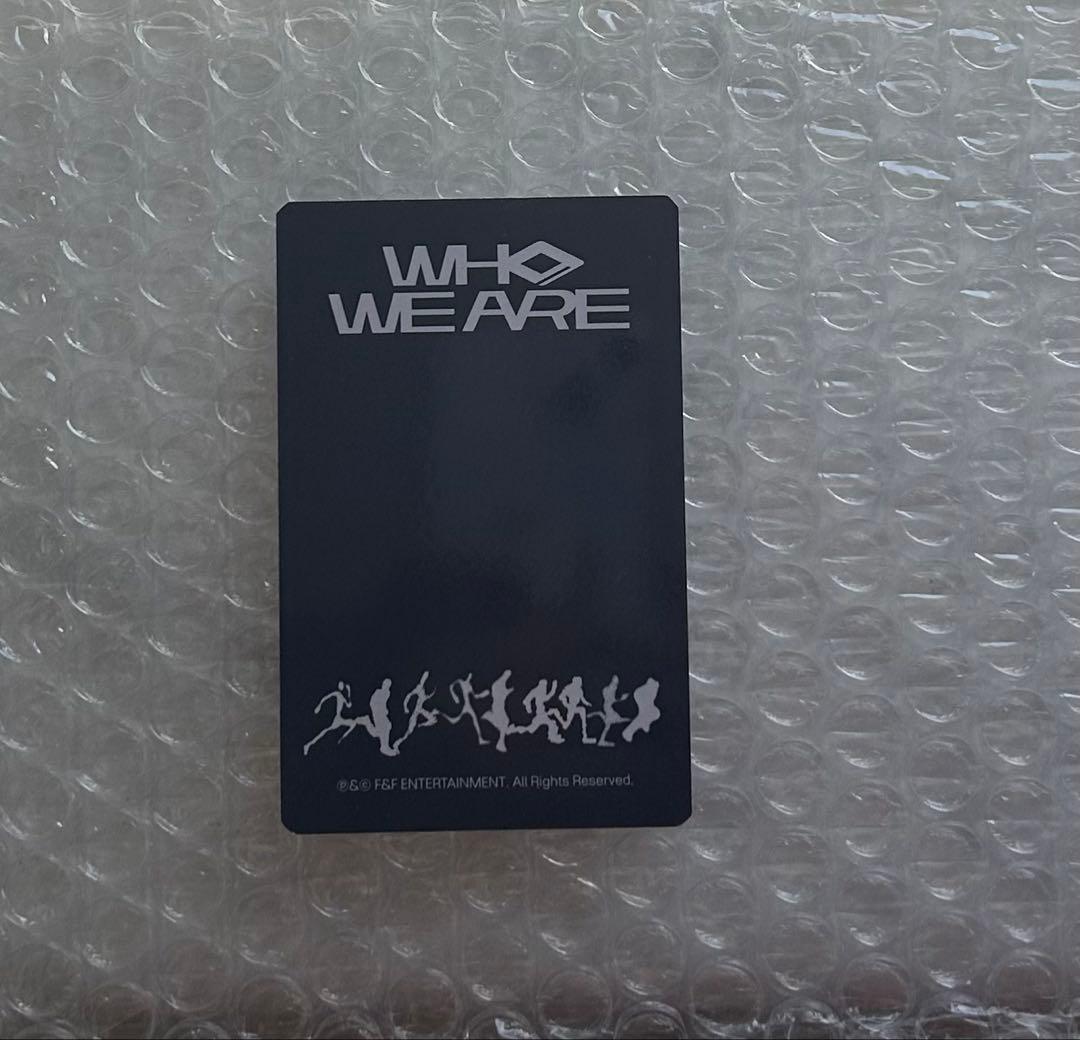 WHO
WE ARE
℗&© F&F ENTERTAINMENT. All Rights Reserved.